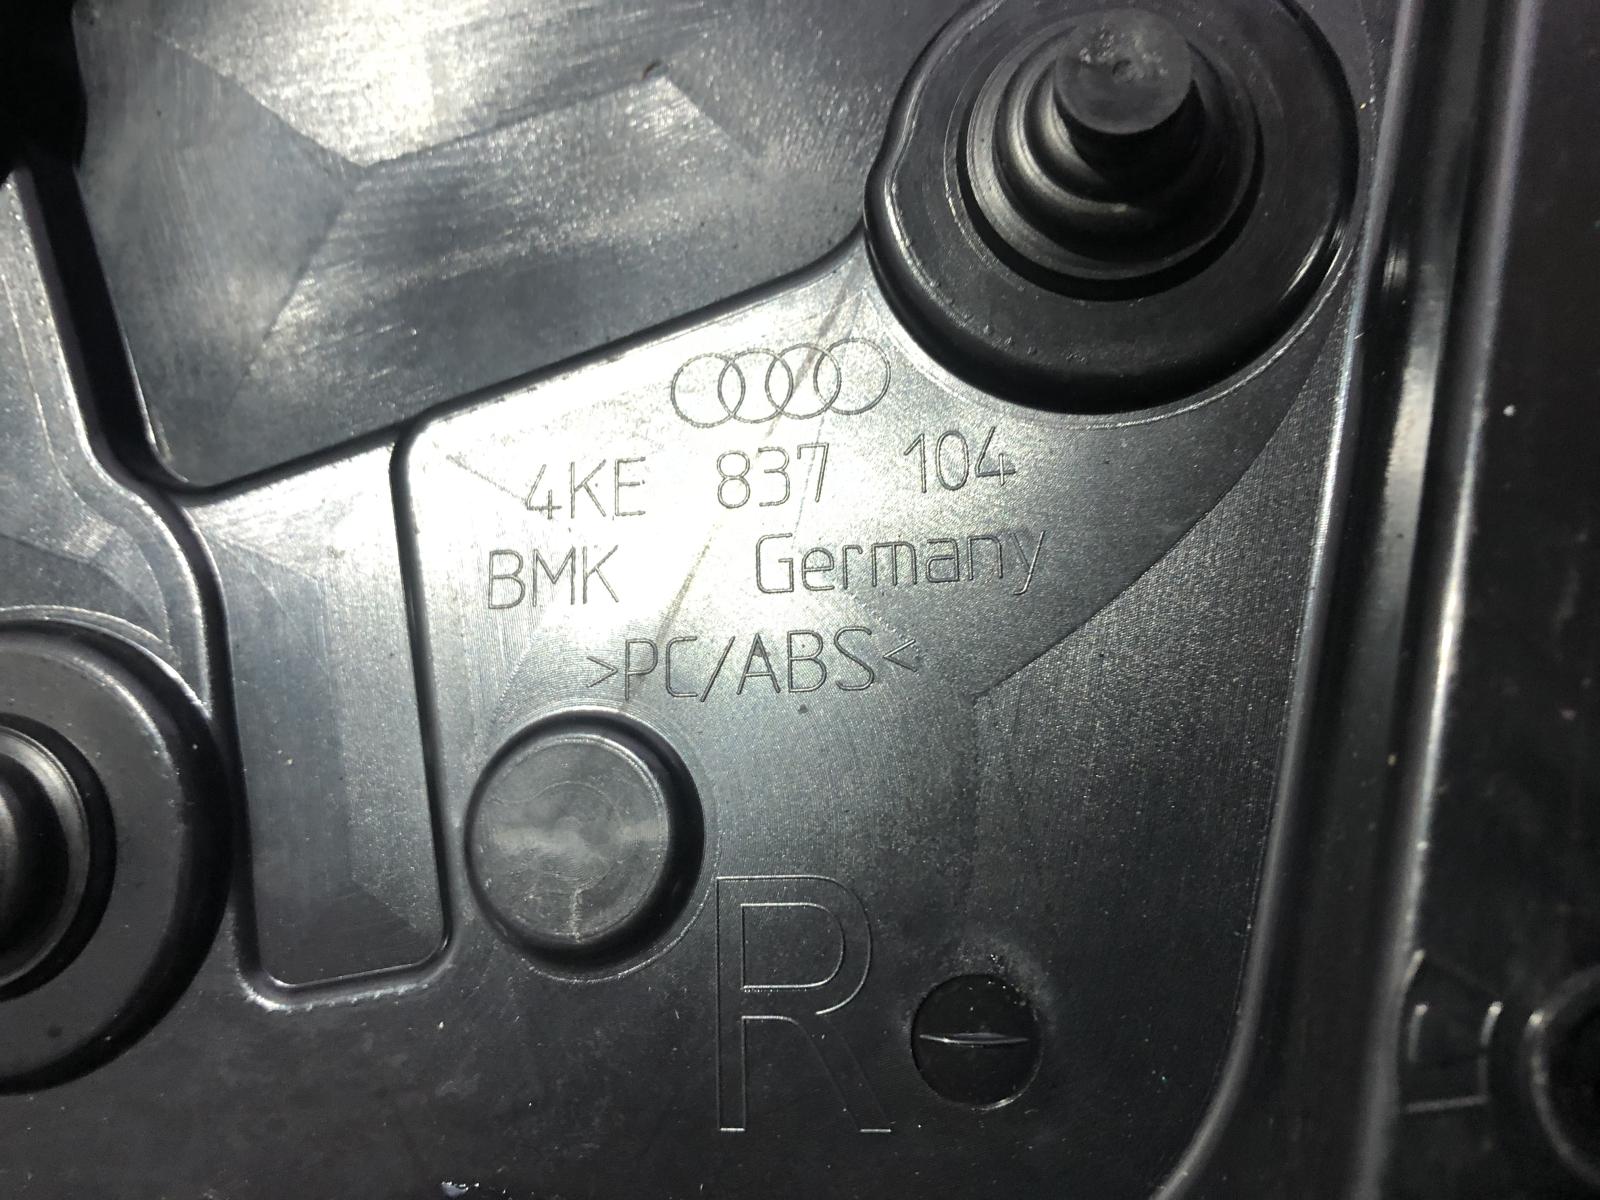 4KE 837 104
BMK Germany
>PC/ABS<
R